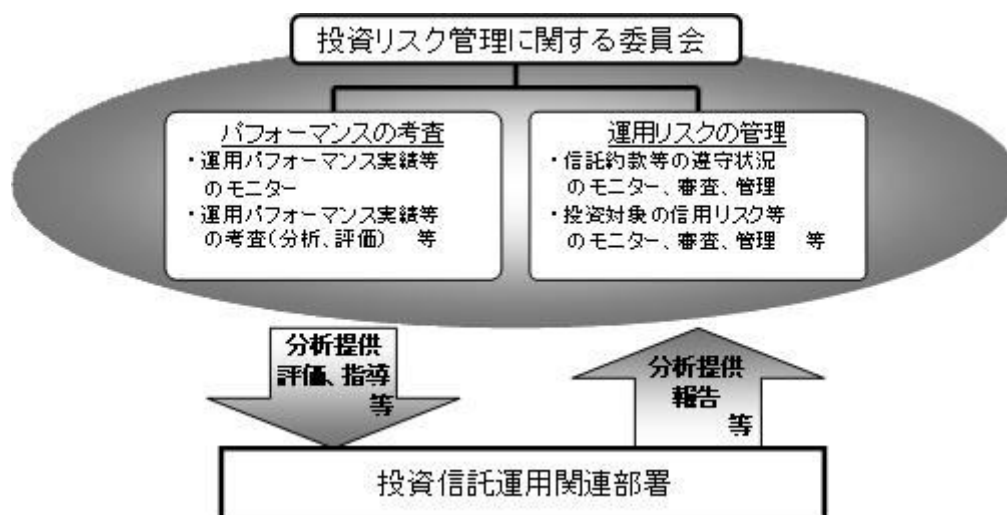 投資リスク管理に関する委員会
パフォーマンスの考査
・運用パフォーマンス実績等
のモニター
・運用パフォーマンス実績等
の考査(分析、評価) 等
運用リスクの管理
・信託約款等の遵守状況
のモニター、審査、管理
・投資対象の信用リスク等
のモニター、審査、管理 等
分析提供
評価、指導
等
分析提供
報告
等
投資信託運用関連部署